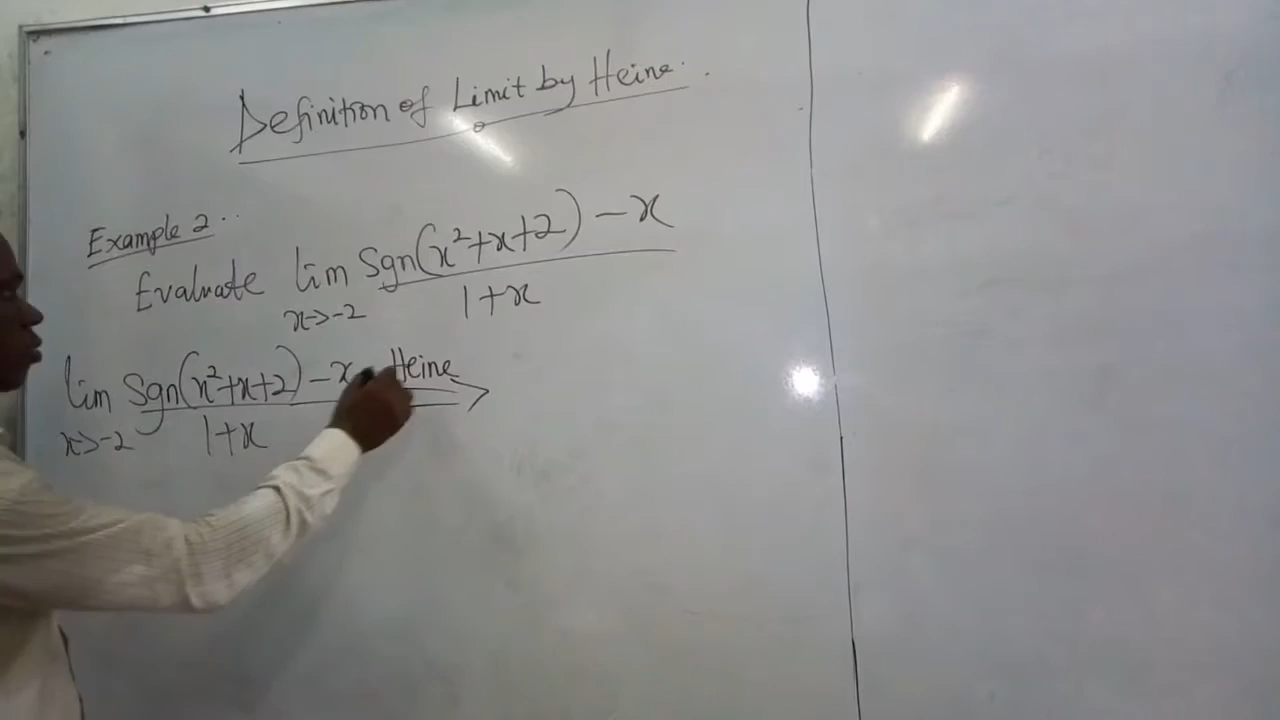 Definition of Limit by Heine..
Example 2..
Evaluate lim Sgn(x²+x+2) - x
x->-2 1+x
lim Sgn(x²+x+2) - x Heine
x->-2 1+x